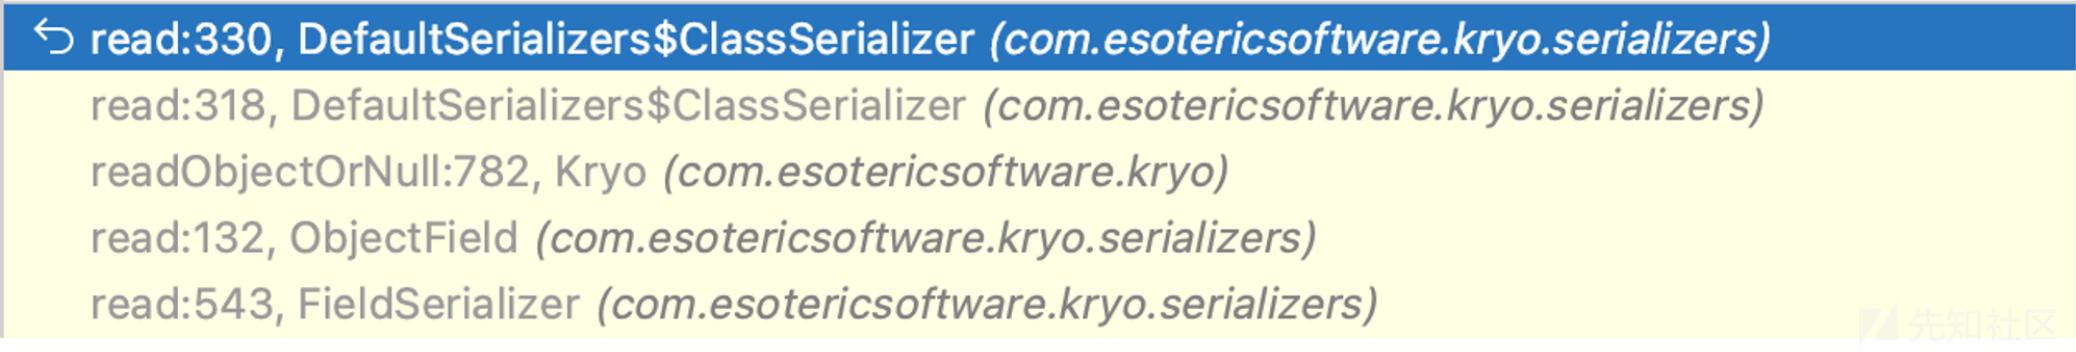 read:330, DefaultSerializers$ClassSerializer (com.esotericsoftware.kryo.serializers)
read:318, DefaultSerializers$ClassSerializer (com.esotericsoftware.kryo.serializers)
readObjectOrNull:782, Kryo (com.esotericsoftware.kryo)
read:132, ObjectField (com.esotericsoftware.kryo.serializers)
read:543, FieldSerializer (com.esotericsoftware.kryo.serializers)
先知社区